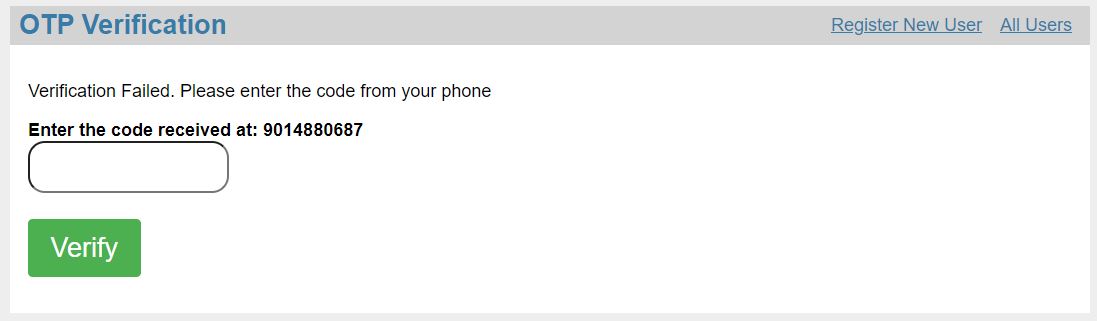 OTP Verification
Register New User All Users
Verification Failed. Please enter the code from your phone
Enter the code received at: 9014880687
Verify